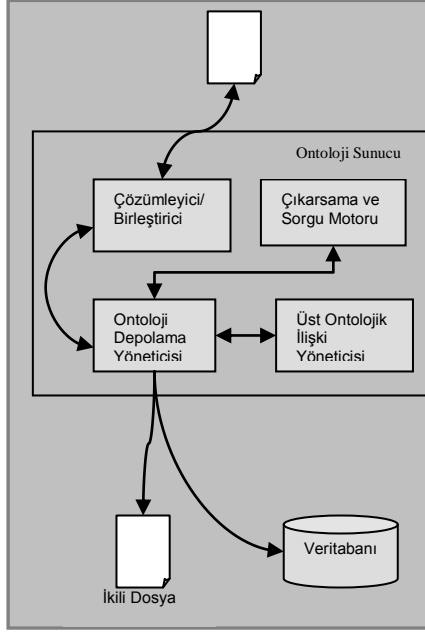 Ontoloji Sunucu
Çözümleyici/
Birleştirici
Çıkarsama ve
Sorgu Motoru
Ontoloji
Depolama
Yöneticisi
Üst Ontolojik
İlişki
Yöneticisi
İkili Dosya
Veritabanı